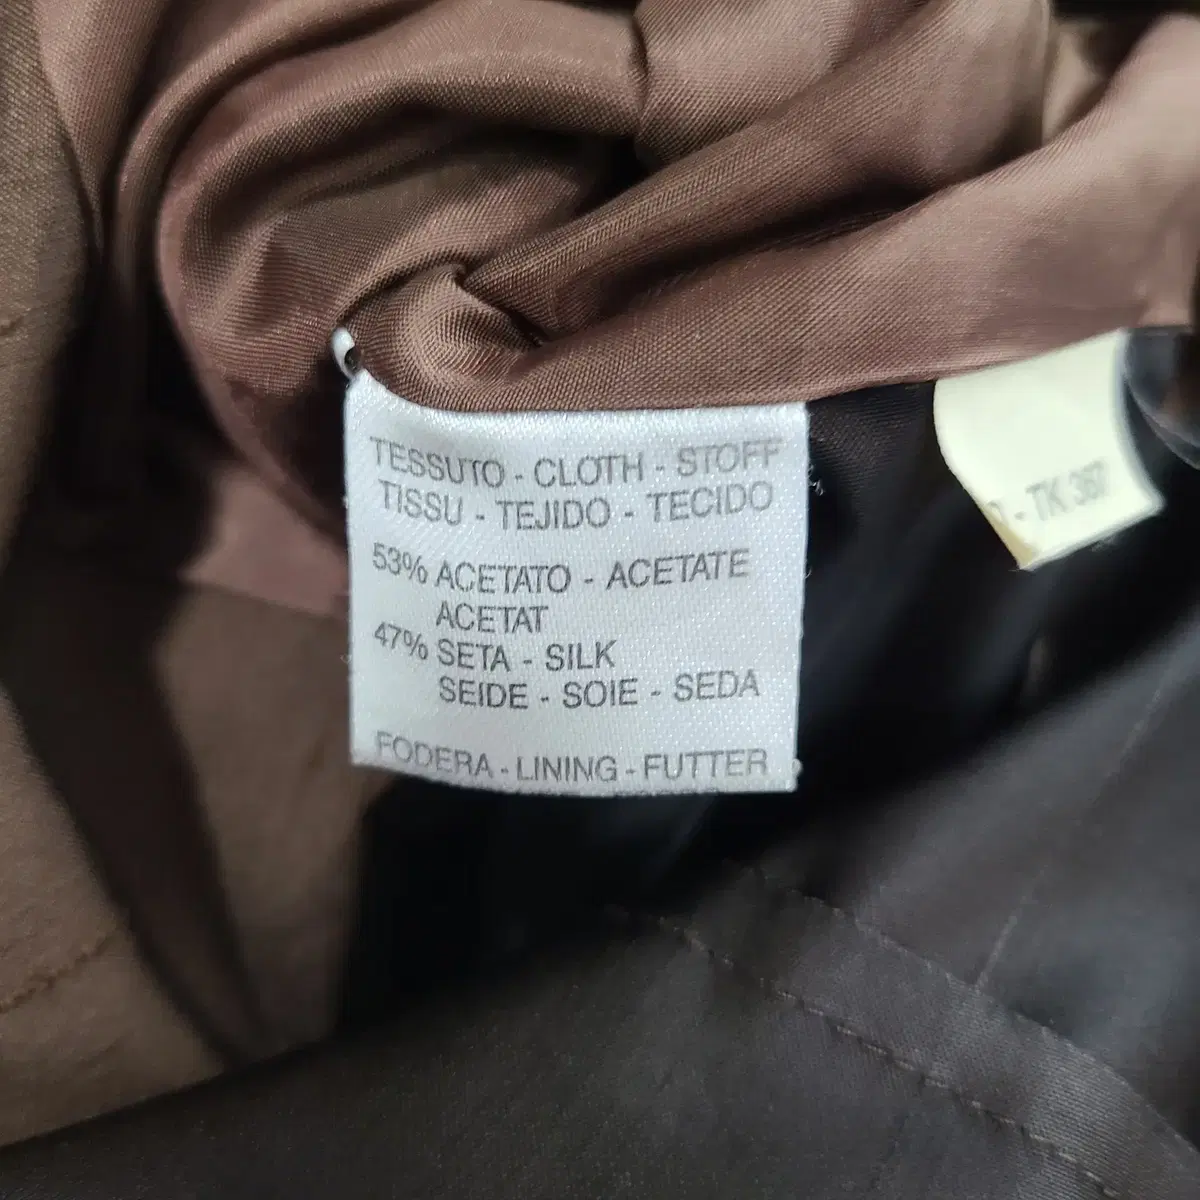 TESSUTO - CLOTH - STOFF
TISSU - TEJIDO - TECIDO
53% ACETATO - ACETATE
ACETAT
47% SETA - SILK
SEIDE - SOIE - SEDA
FODERA - LINING - FUTTER
- TK 367